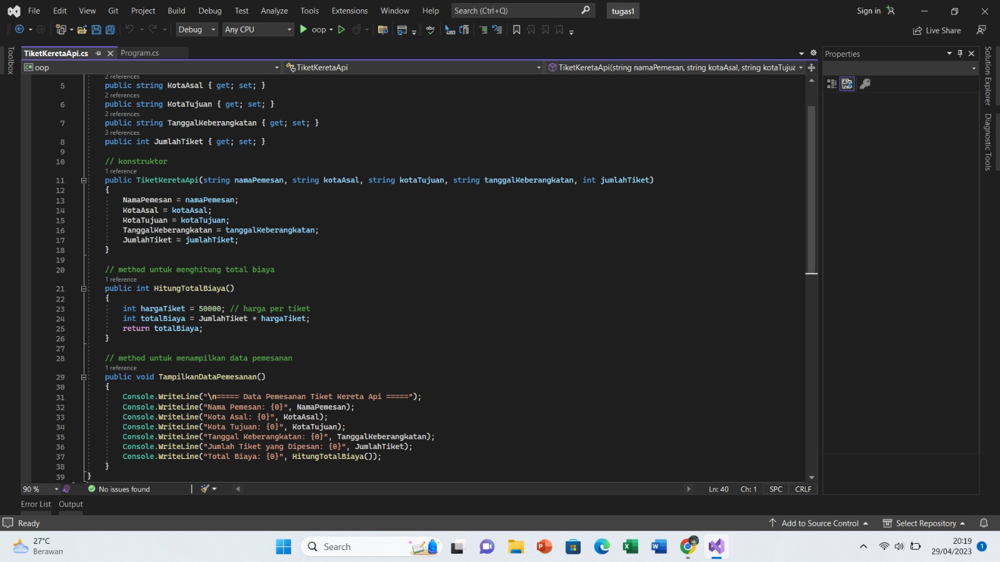 File Edit View Git Project Build Debug Test Analyze Tools Extensions Window Help Search (Ctrl+Q) tugas1 Sign in
Debug Any CPU oop Live Share
TiketKeretaApi.cs Program.cs
oop TiketKeretaApi TiketKeretaApi(string namaPemesan, string kotaAsal, string kotaTujua
Toolbox
2 references
5 public string KotaAsal { get; set; }
2 references
6 public string KotaTujuan { get; set; }
2 references
7 public string TanggalKeberangkatan { get; set; }
3 references
8 public int JumlahTiket { get; set; }
9
10 // konstruktor
1 reference
11 public TiketKeretaApi(string namaPemesan, string kotaAsal, string kotaTujuan, string tanggalKeberangkatan, int jumlahTiket)
12 {
13 NamaPemesan = namaPemesan;
14 KotaAsal = kotaAsal;
15 KotaTujuan = kotaTujuan;
16 TanggalKeberangkatan = tanggalKeberangkatan;
17 JumlahTiket = jumlahTiket;
18 }
19
20 // method untuk menghitung total biaya
1 reference
21 public int HitungTotalBiaya()
22 {
23 int hargaTiket = 50000; // harga per tiket
24 int totalBiaya = JumlahTiket * hargaTiket;
25 return totalBiaya;
26 }
27
28 // method untuk menampilkan data pemesanan
1 reference
29 public void TampilkanDataPemesanan()
30 {
31 Console.WriteLine("\n===== Data Pemesanan Tiket Kereta Api =====");
32 Console.WriteLine("Nama Pemesan: {0}", NamaPemesan);
33 Console.WriteLine("Kota Asal: {0}", KotaAsal);
34 Console.WriteLine("Kota Tujuan: {0}", KotaTujuan);
35 Console.WriteLine("Tanggal Keberangkatan: {0}", TanggalKeberangkatan);
36 Console.WriteLine("Jumlah Tiket yang Dipesan: {0}", JumlahTiket);
37 Console.WriteLine("Total Biaya: {0}", HitungTotalBiaya());
38 }
39 }
90 % No issues found Ln: 40 Ch: 1 SPC CRLF
Properties
Solution Explorer
Diagnostic Tools
Error List Output
Ready Add to Source Control Select Repository
27°C
Berawan
Search
20:19
29/04/2023 1